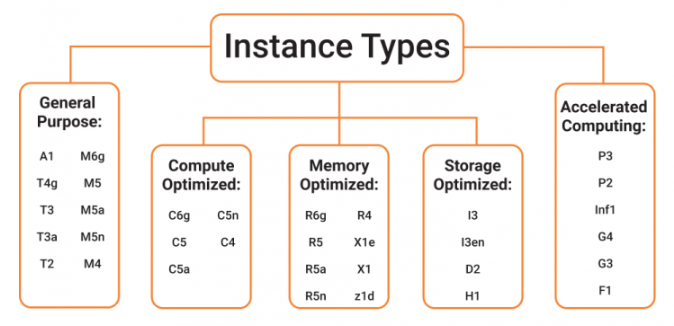 Instance Types
General
Purpose:
A1 M6g
T4g M5
T3 M5a
T3a M5n
T2 M4
Compute
Optimized:
C6g C5n
C5 C4
C5a
Memory
Optimized:
R6g R4
R5 X1e
R5a X1
R5n z1d
Storage
Optimized:
I3
I3en
D2
H1
Accelerated
Computing:
P3
P2
Inf1
G4
G3
F1